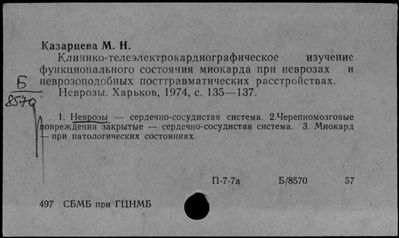 Казарцева М. Н.
Клинико-телеэлектрокардиографическое изучение
функционального состояния миокарда при неврозах и
неврозоподобных посттравматических расстройствах.
Неврозы. Харьков, 1974, с. 135—137.
Б
8570
1. Неврозы — сердечно-сосудистая система. 2.Черепномозговые
повреждения закрытые — сердечно-сосудистая система. 3. Миокард
— при патологических состояниях.
П-7-7а Б/8570 57
497 СБМБ при ГЦНМБ